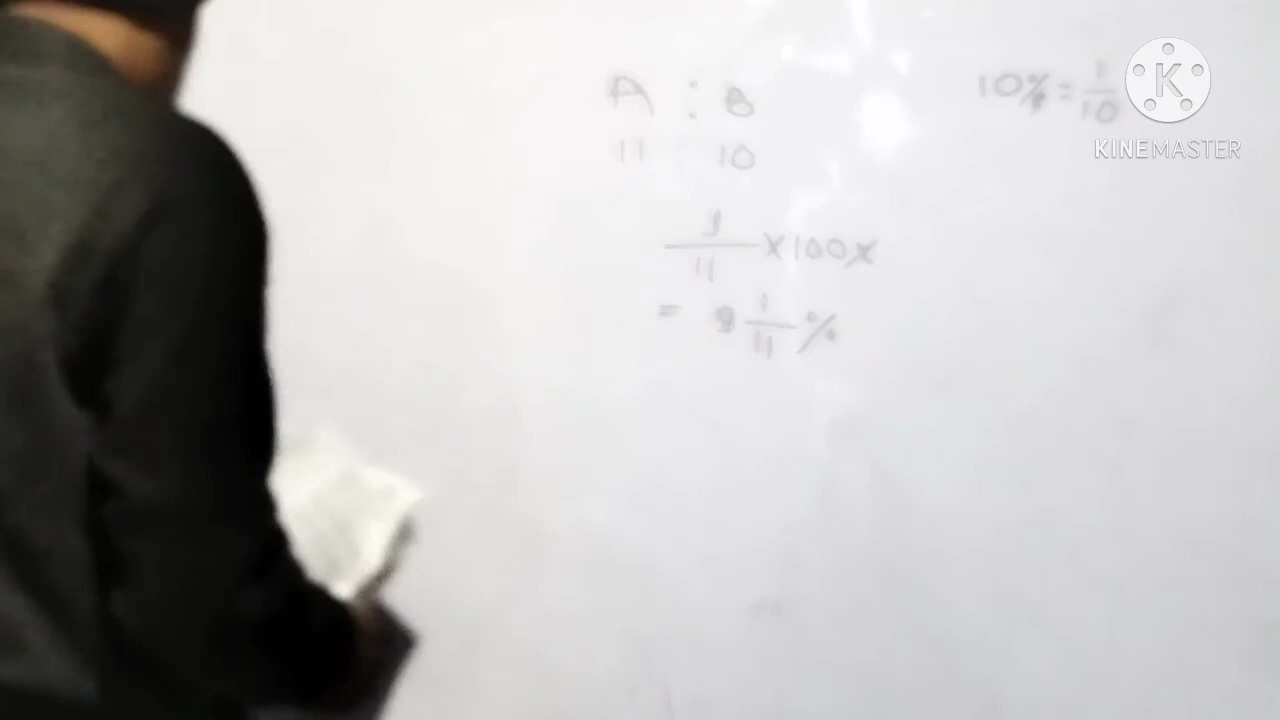 A : B
11 10
1/11 × 100×
= 9 1/11 %
10% = 1/10
K
KINEMASTER